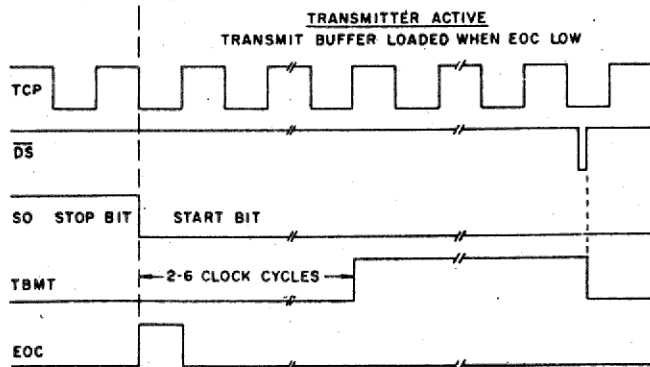 TRANSMITTER ACTIVE
TRANSMIT BUFFER LOADED WHEN EOC LOW
TCP
DS
SO STOP BIT START BIT
TBMT 2-6 CLOCK CYCLES
EOC